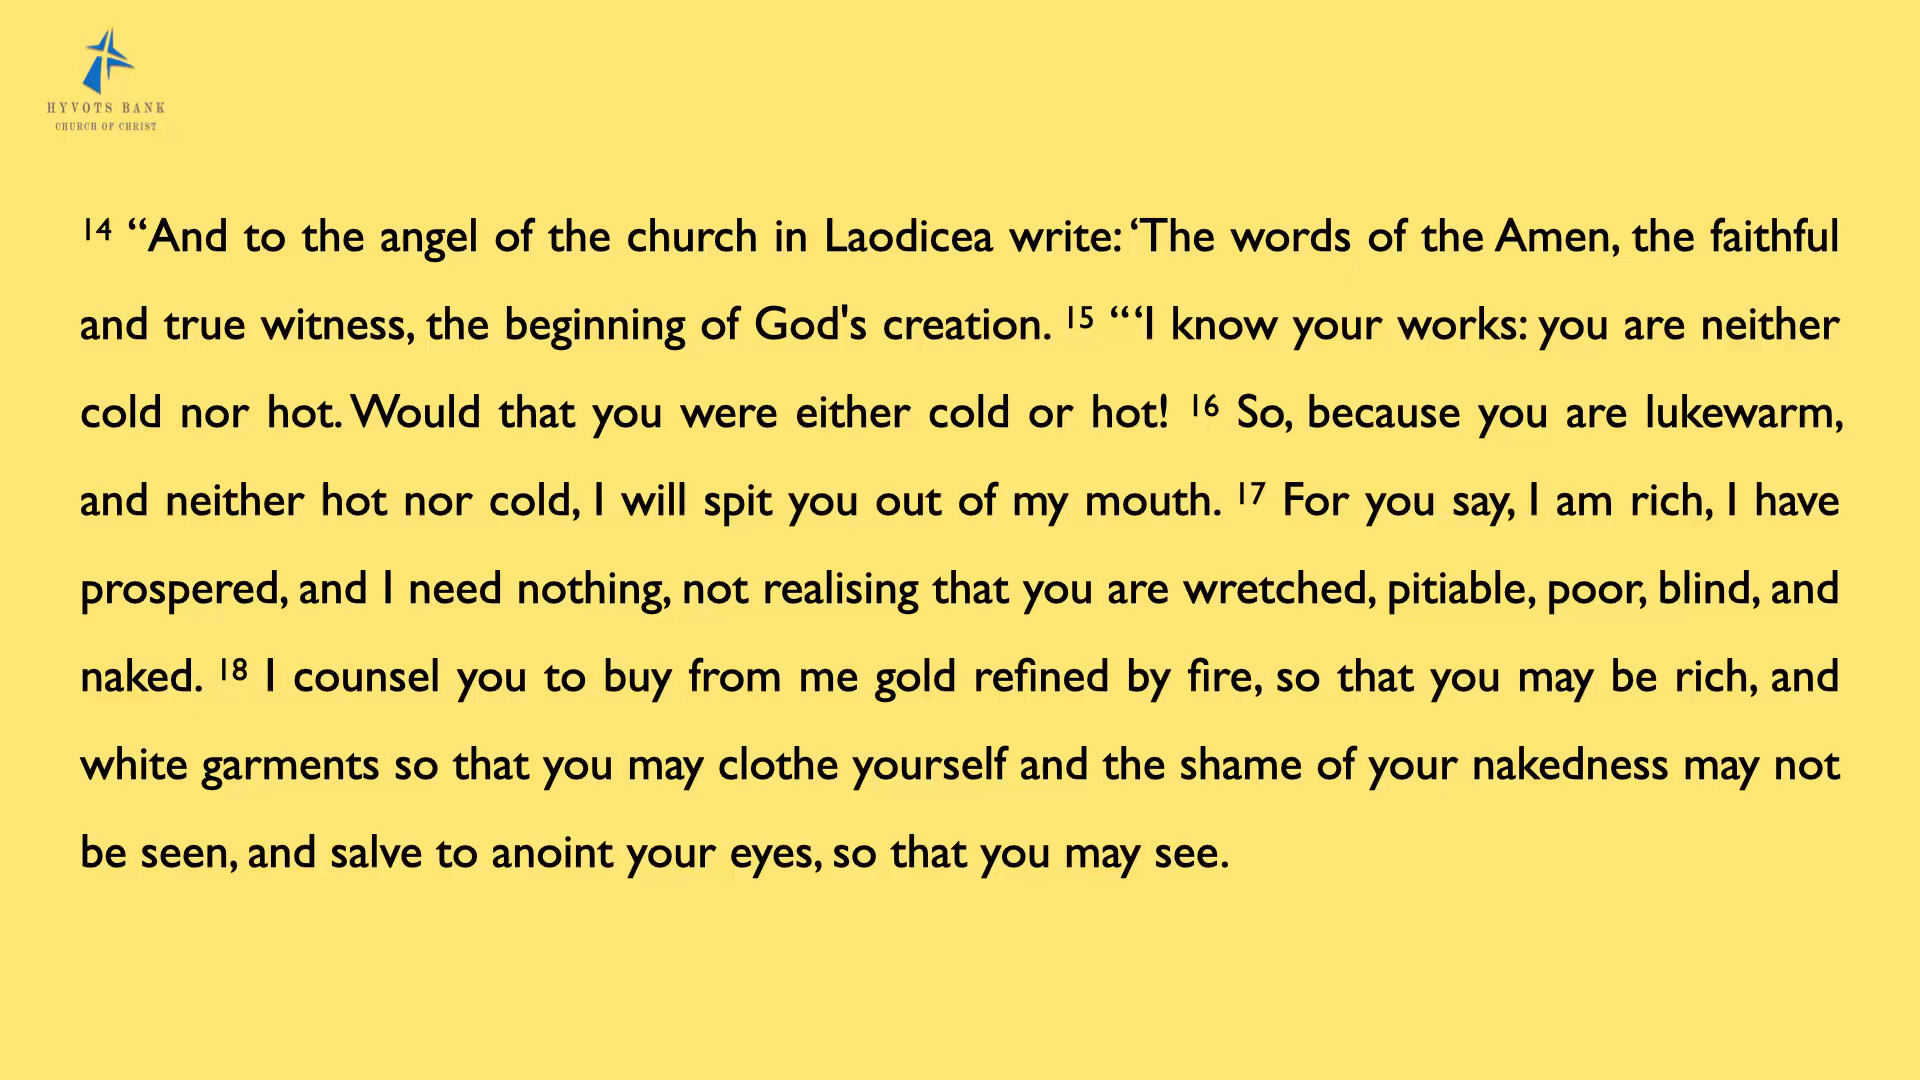 HYVOTS BANK
CHURCH OF CHRIST
14 “And to the angel of the church in Laodicea write: ‘The words of the Amen, the faithful
and true witness, the beginning of God's creation. 15 “‘I know your works: you are neither
cold nor hot. Would that you were either cold or hot! 16 So, because you are lukewarm,
and neither hot nor cold, I will spit you out of my mouth. 17 For you say, I am rich, I have
prospered, and I need nothing, not realising that you are wretched, pitiable, poor, blind, and
naked. 18 I counsel you to buy from me gold refined by fire, so that you may be rich, and
white garments so that you may clothe yourself and the shame of your nakedness may not
be seen, and salve to anoint your eyes, so that you may see.